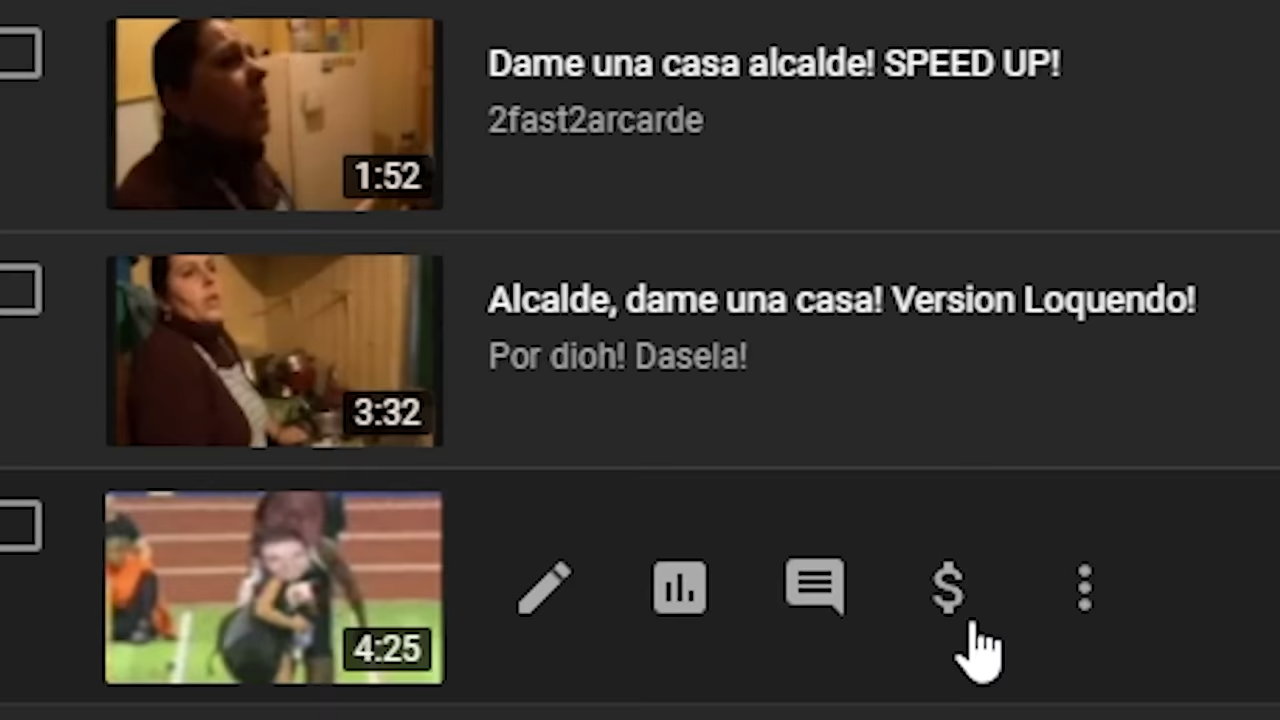 Dame una casa alcalde! SPEED UP!
2fast2arcarde
1:52
Alcalde, dame una casa! Version Loquendo!
Por dioh! Dasela!
3:32
4:25